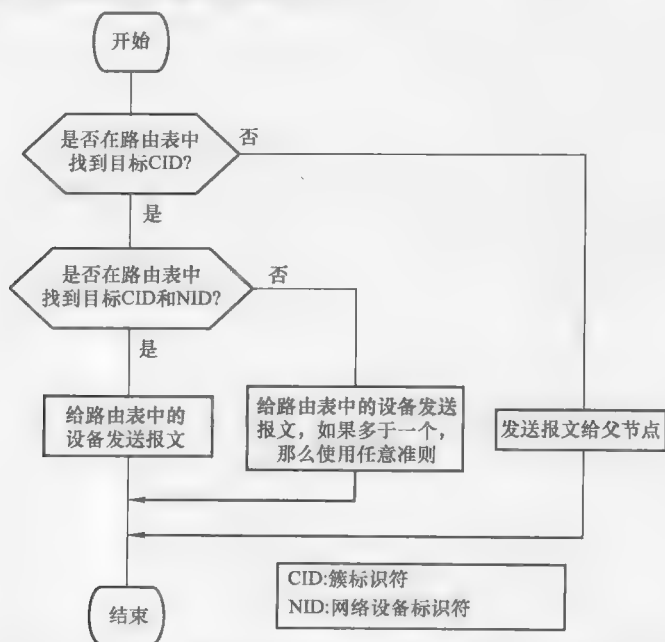 开始
是否在路由表中
找到目标CID?
否
是
是否在路由表中
找到目标CID和NID?
否
是
给路由表中的
设备发送报文
给路由表中的设备发送
报文，如果多于一个，
那么使用任意准则
发送报文给父节点
CID:簇标识符
NID:网络设备标识符
结束